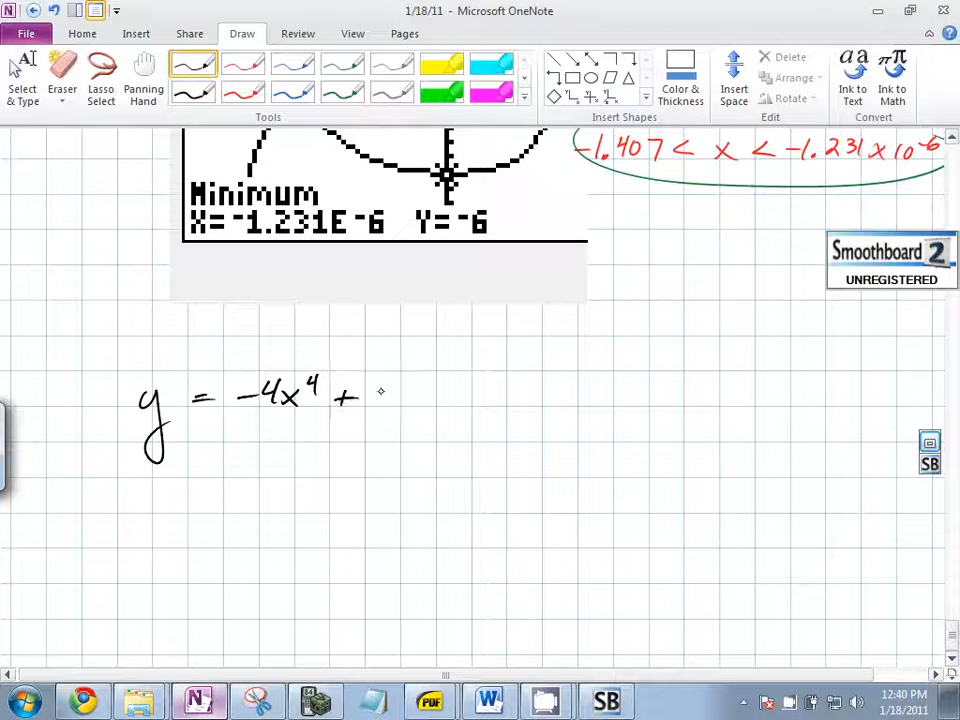 1/18/11 - Microsoft OneNote
File Home Insert Share Draw Review View Pages
Select & Type
Eraser
Lasso Select
Panning Hand
Color & Thickness
Insert Space
Delete
Arrange
Rotate
Ink to Text
Ink to Math
Tools Insert Shapes Edit Convert
-1.407 < x < -1.231 x 10^-6
Minimum
X=-1.231E-6 Y=-6
Smoothboard 2
UNREGISTERED
y = -4x^4 +
SB
PDF
W
SB
12:40 PM
1/18/2011